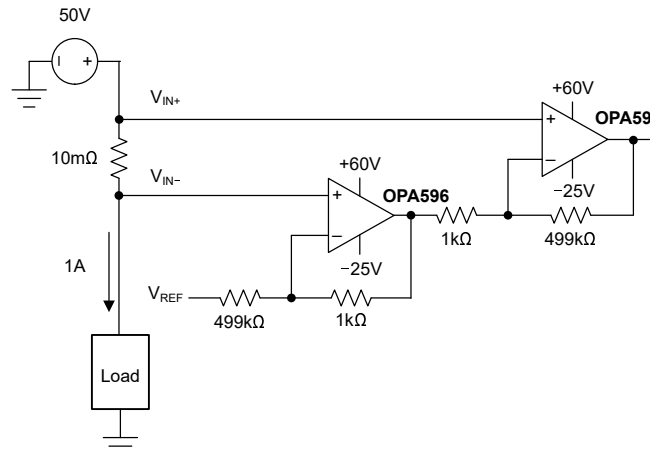 50V
V_IN+
10mΩ
V_IN−
1A
Load
V_REF
499kΩ
1kΩ
+60V
OPA596
−25V
1kΩ
499kΩ
+60V
OPA59
−25V